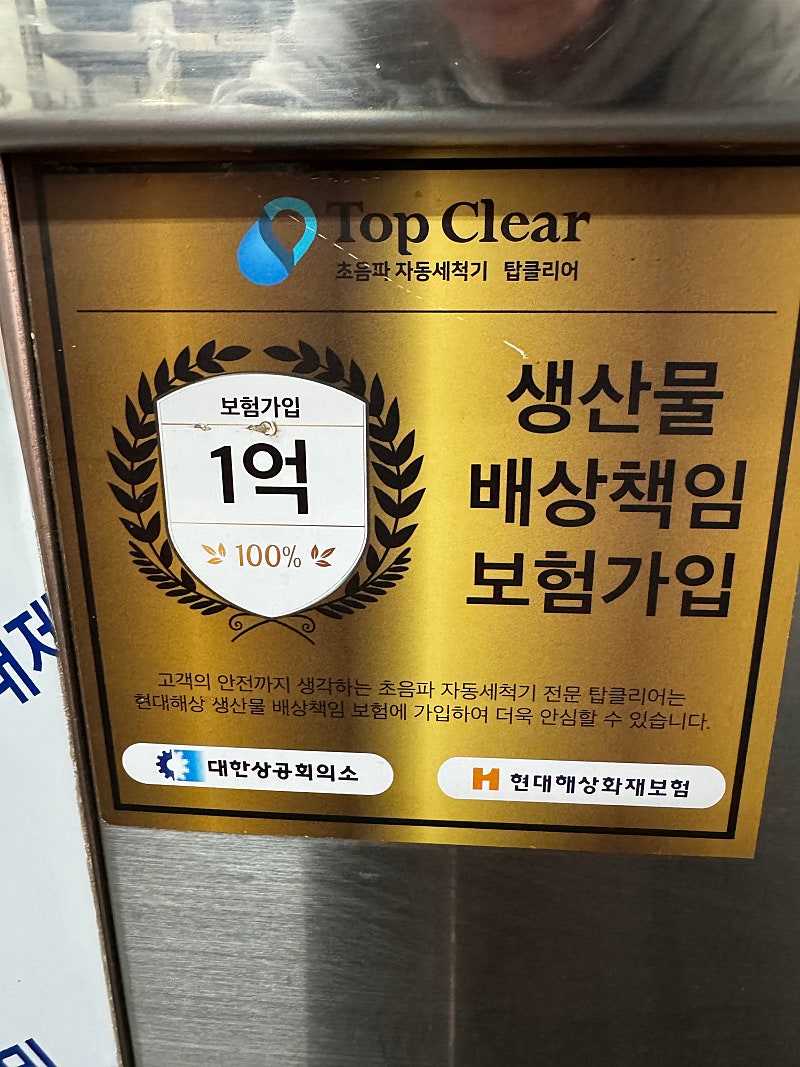 Top Clear
초음파 자동세척기 탑클리어
보험가입
1억
100%
생산물
배상책임
보험가입
고객의 안전까지 생각하는 초음파 자동세척기 전문 탑클리어는
현대해상 생산물 배상책임 보험에 가입하여 더욱 안심할 수 있습니다.
대한상공회의소
현대해상화재보험